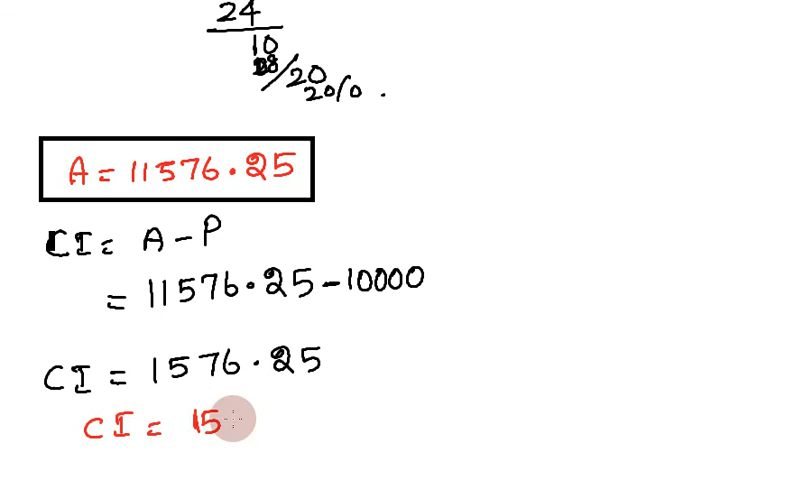 24
10
/20
20/0 .
A = 11576.25
CI = A - P
= 11576.25 - 10000
CI = 1576.25
CI = 15